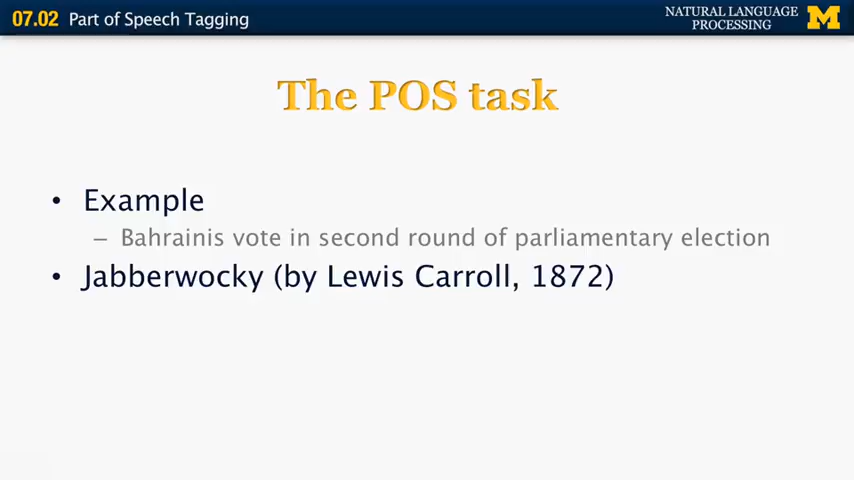 07.02 Part of Speech Tagging
NATURAL LANGUAGE
PROCESSING
M
The POS task
• Example
– Bahrainis vote in second round of parliamentary election
• Jabberwocky (by Lewis Carroll, 1872)